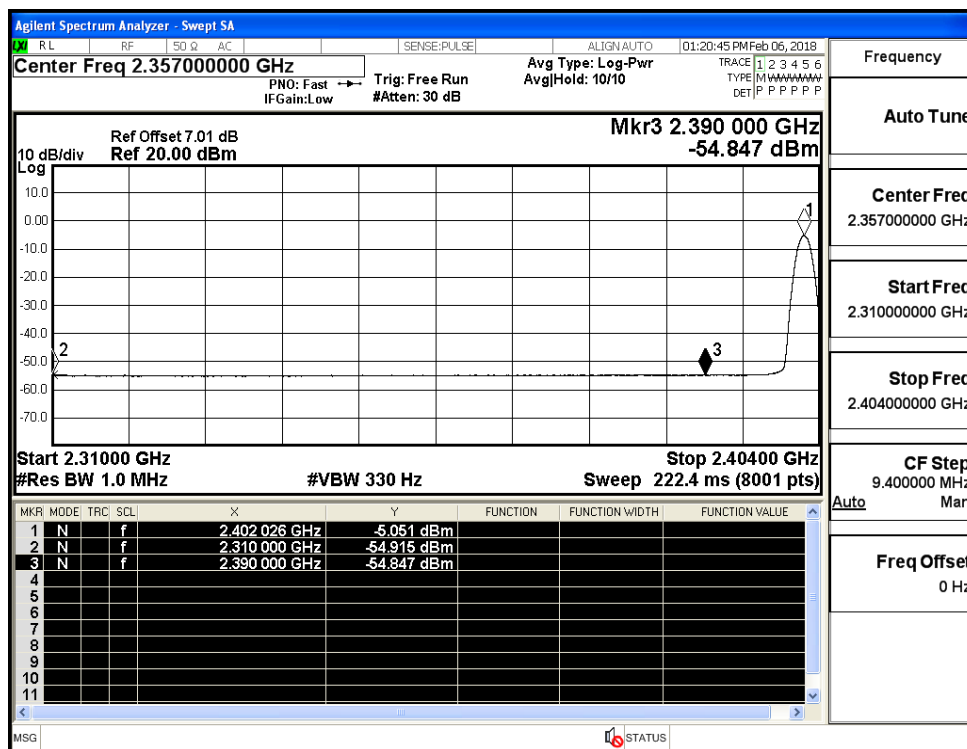 Agilent Spectrum Analyzer - Swept SA
LXI RL RF 50 Ω AC SENSE:PULSE ALIGN AUTO 01:20:45 PM Feb 06, 2018
Center Freq 2.357000000 GHz
PNO: Fast
IFGain:Low
Trig: Free Run
#Atten: 30 dB
Avg Type: Log-Pwr
Avg|Hold: 10/10
TRACE 1 2 3 4 5 6
TYPE M WWWWW
DET P P P P P P
Ref Offset 7.01 dB
10 dB/div Ref 20.00 dBm
Log
Mkr3 2.390 000 GHz
-54.847 dBm
10.0
0.00
-10.0
-20.0
-30.0
-40.0
-50.0
-60.0
-70.0
1
2
3
Start 2.31000 GHz Stop 2.40400 GHz
#Res BW 1.0 MHz #VBW 330 Hz Sweep 222.4 ms (8001 pts)
MKR MODE TRC SCL X Y FUNCTION FUNCTION WIDTH FUNCTION VALUE
1 N f 2.402 026 GHz -5.051 dBm
2 N f 2.310 000 GHz -54.915 dBm
3 N f 2.390 000 GHz -54.847 dBm
4
5
6
7
8
9
10
11
MSG STATUS
Frequency
Auto Tune
Center Freq
2.357000000 GHz
Start Freq
2.310000000 GHz
Stop Freq
2.404000000 GHz
CF Step
9.400000 MHz
Auto Man
Freq Offset
0 Hz